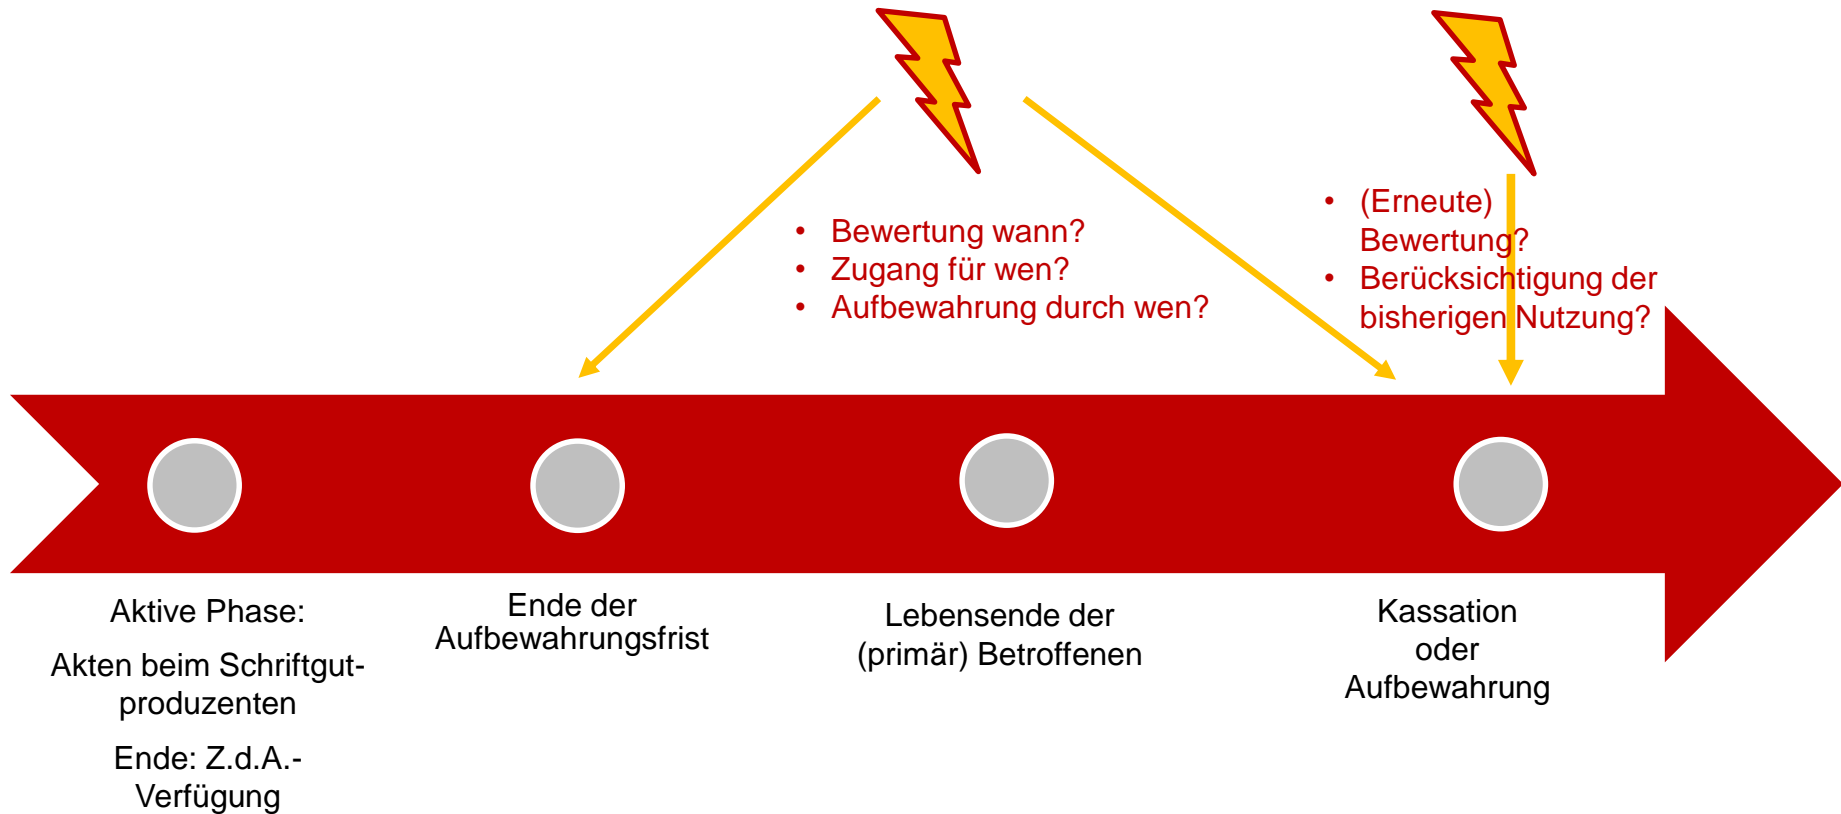 • Bewertung wann?
• Zugang für wen?
• Aufbewahrung durch wen?
• (Erneute)
Bewertung?
• Berücksichtigung der
bisherigen Nutzung?
Aktive Phase:
Akten beim Schriftgut-
produzenten
Ende: Z.d.A.-
Verfügung
Ende der
Aufbewahrungsfrist
Lebensende der
(primär) Betroffenen
Kassation
oder
Aufbewahrung